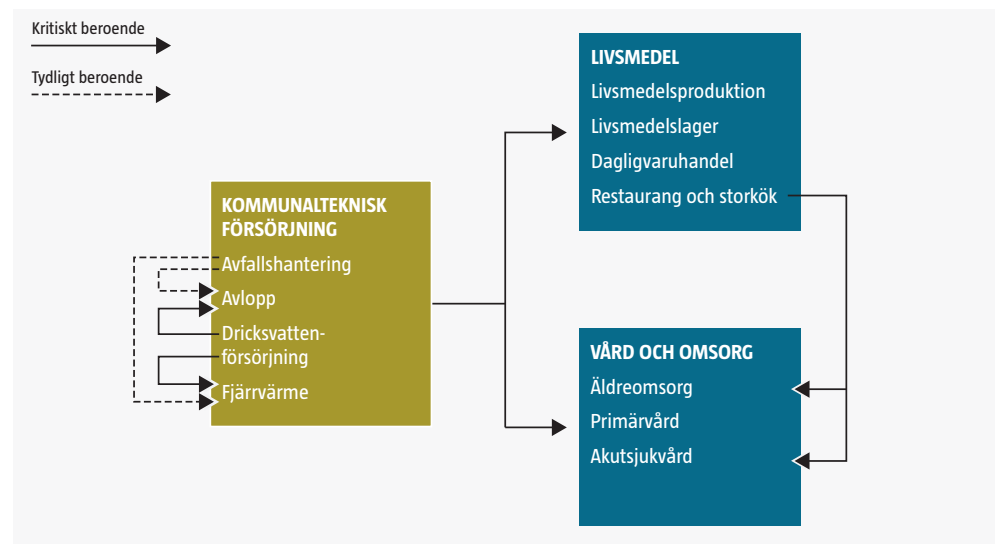 Kritiskt beroende
Tydligt beroende
KOMMUNALTEKNISK
FÖRSÖRJNING
Avfallshantering
Avlopp
Dricksvatten-
försörjning
Fjärrvärme
LIVSMEDEL
Livsmedelsproduktion
Livsmedelslager
Dagligvaruhandel
Restaurang och storkök
VÅRD OCH OMSORG
Äldreomsorg
Primärvård
Akutsjukvård